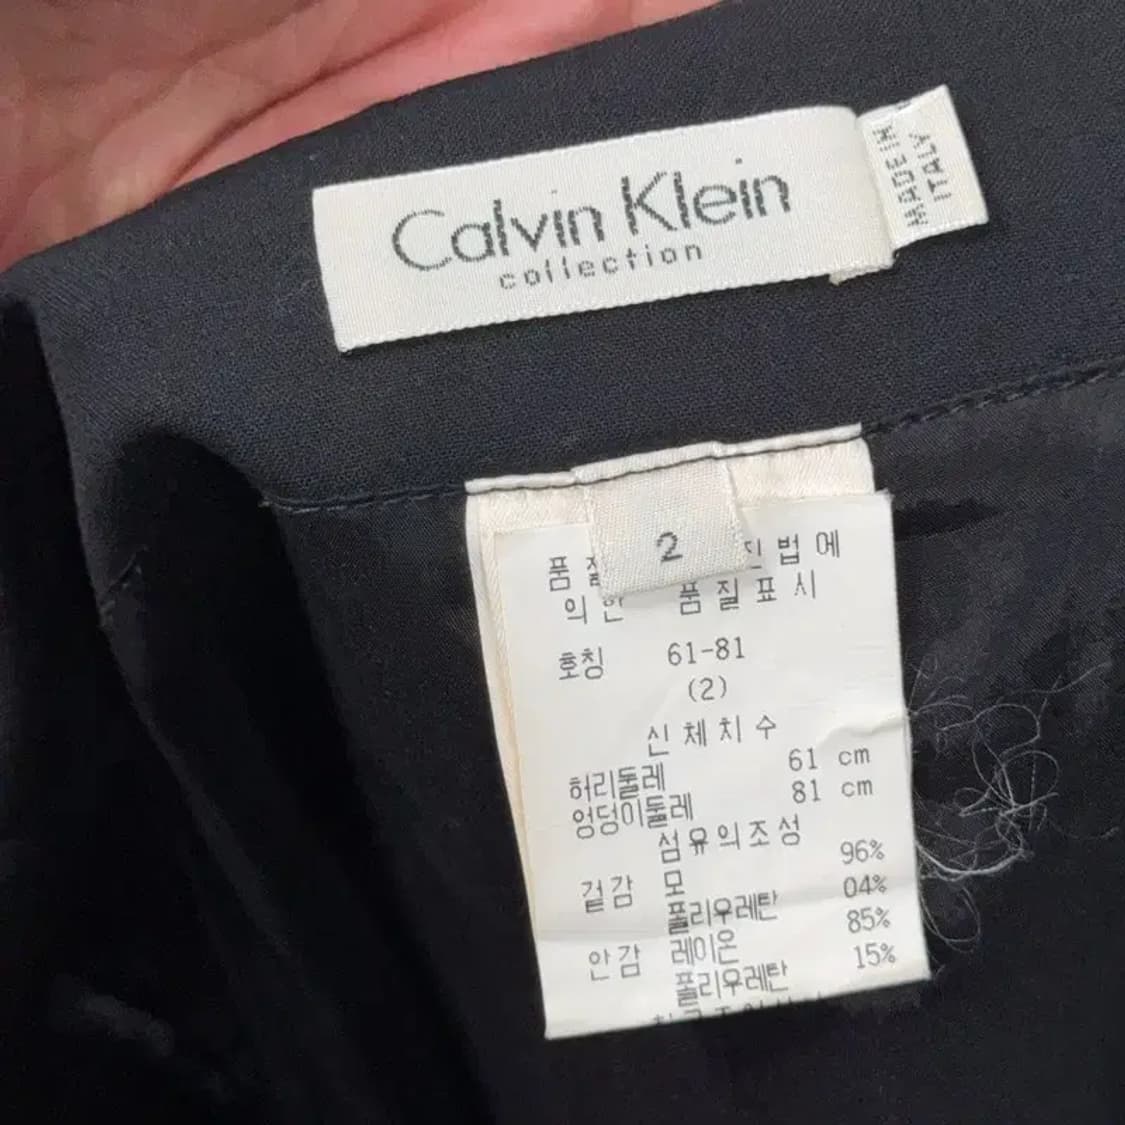 Calvin Klein
collection
MADE IN
ITALY
2
품질 진법에
의한 품질표시
호칭 61-81
(2)
신체치수
허리둘레 61 cm
엉덩이둘레 81 cm
섬유의조성
겉감 모 96%
폴리우레탄 04%
안감 레이온 85%
폴리우레탄 15%